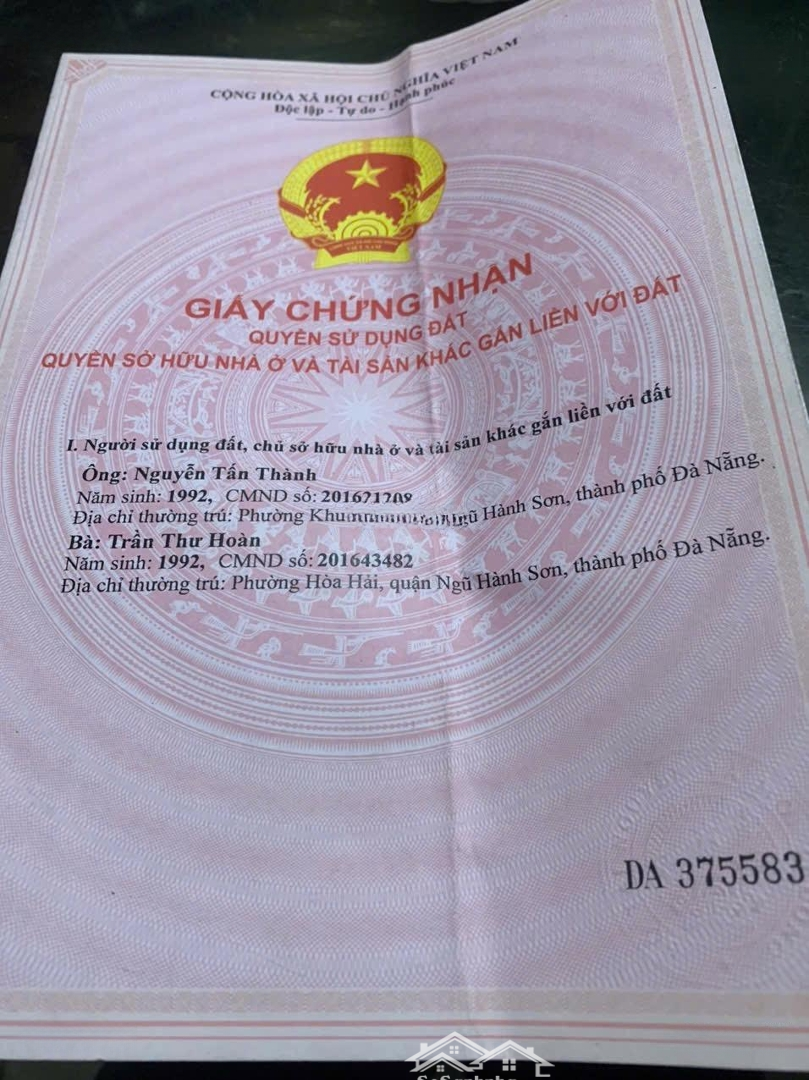 CỘNG HÒA XÃ HỘI CHỦ NGHĨA VIỆT NAM
Độc lập - Tự do - Hạnh phúc
VIỆT NAM
GIẤY CHỨNG NHẬN
QUYỀN SỬ DỤNG ĐẤT
QUYỀN SỞ HỮU NHÀ Ở VÀ TÀI SẢN KHÁC GẮN LIỀN VỚI ĐẤT
I. Người sử dụng đất, chủ sở hữu nhà ở và tài sản khác gắn liền với đất
Ông: Nguyễn Tấn Thành
Năm sinh: 1992, CMND số:
Địa chỉ thường trú: Phường Ngũ Hành Sơn, thành phố Đà Nẵng.
Bà: Trần Thư Hoàn
Năm sinh: 1992, CMND số: 201643482
Địa chỉ thường trú: Phường Hòa Hải, quận Ngũ Hành Sơn, thành phố Đà Nẵng.
DA 375583